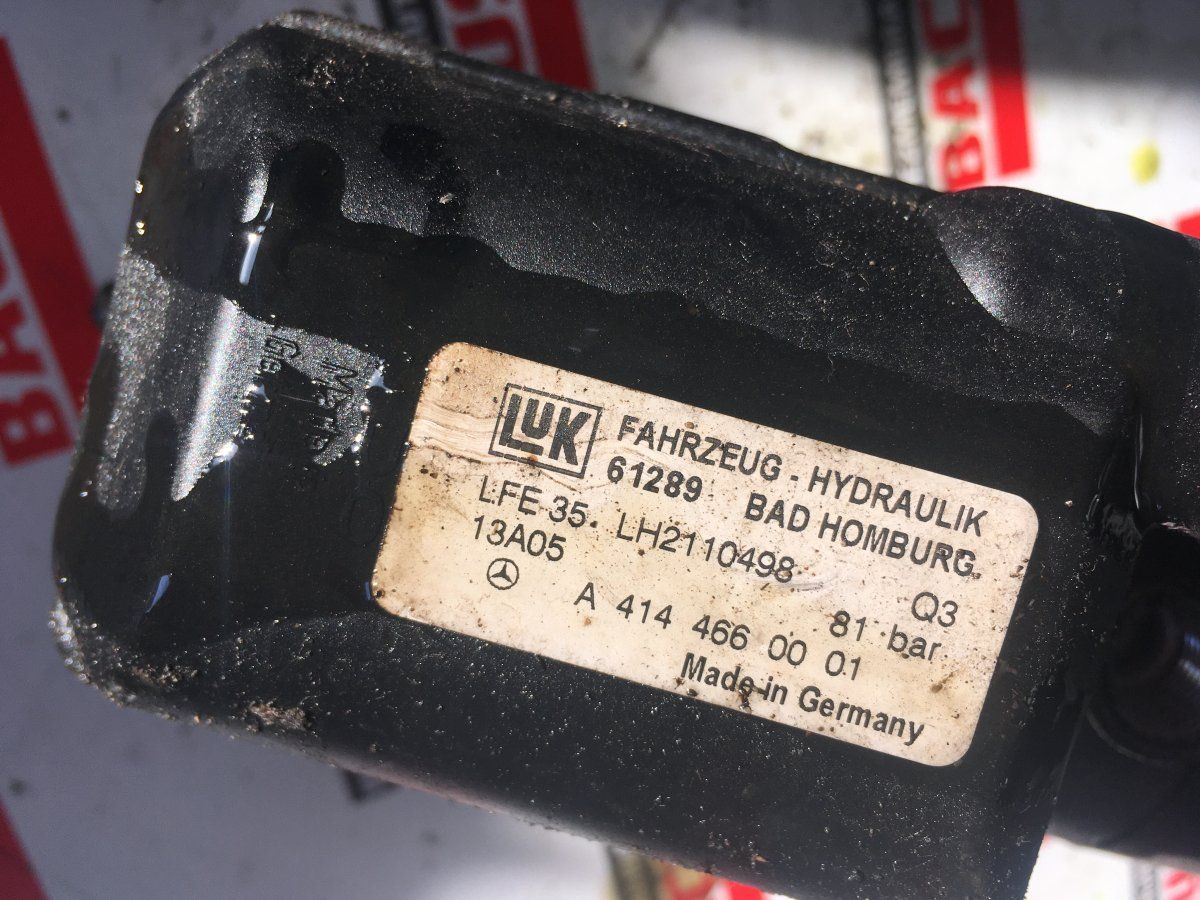 LUK
FAHRZEUG - HYDRAULIK
61289 BAD HOMBURG
LFE 35 LH2110498 Q3
13A05 81 bar
A 414 466 00 01
Made in Germany
BAC